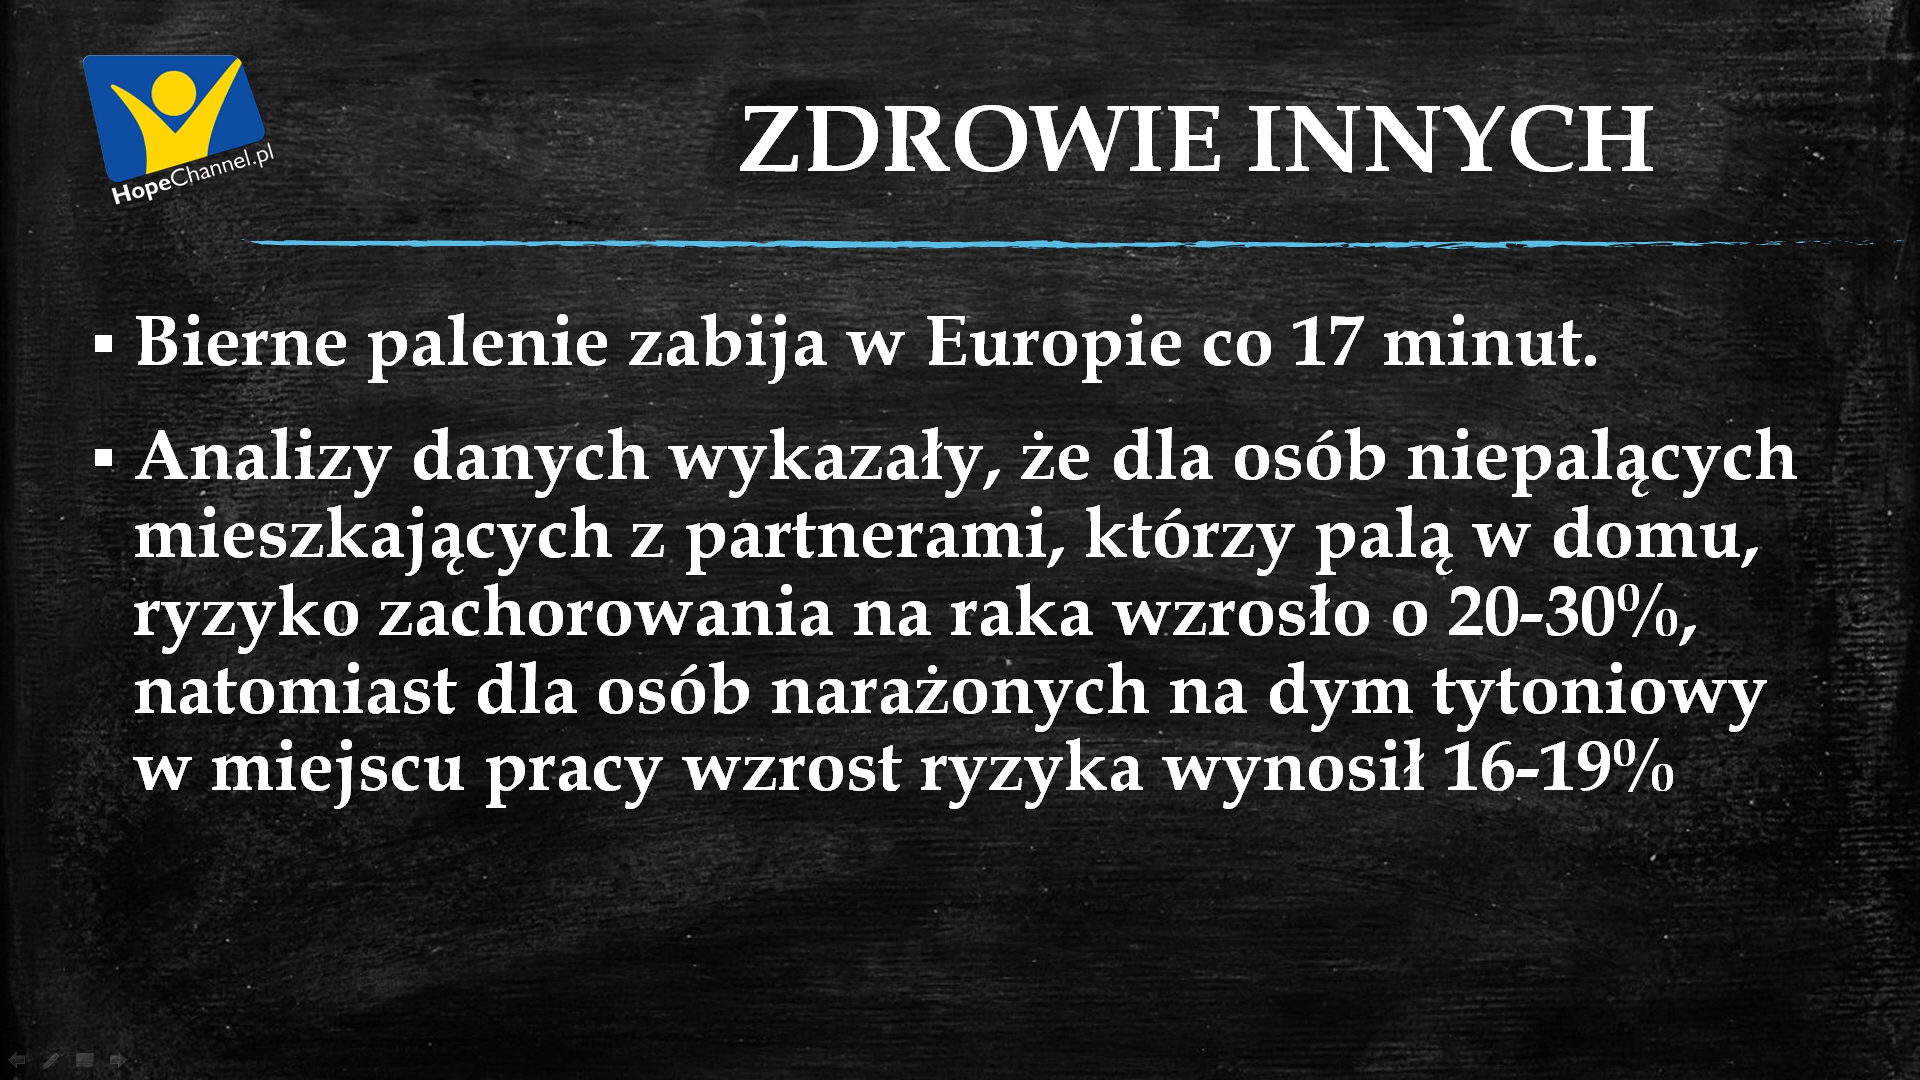 HopeChannel.pl
ZDROWIE INNYCH
▪ Bierne palenie zabija w Europie co 17 minut.
▪ Analizy danych wykazały, że dla osób niepalących
mieszkających z partnerami, którzy palą w domu,
ryzyko zachorowania na raka wzrosło o 20-30%,
natomiast dla osób narażonych na dym tytoniowy
w miejscu pracy wzrost ryzyka wynosił 16-19%